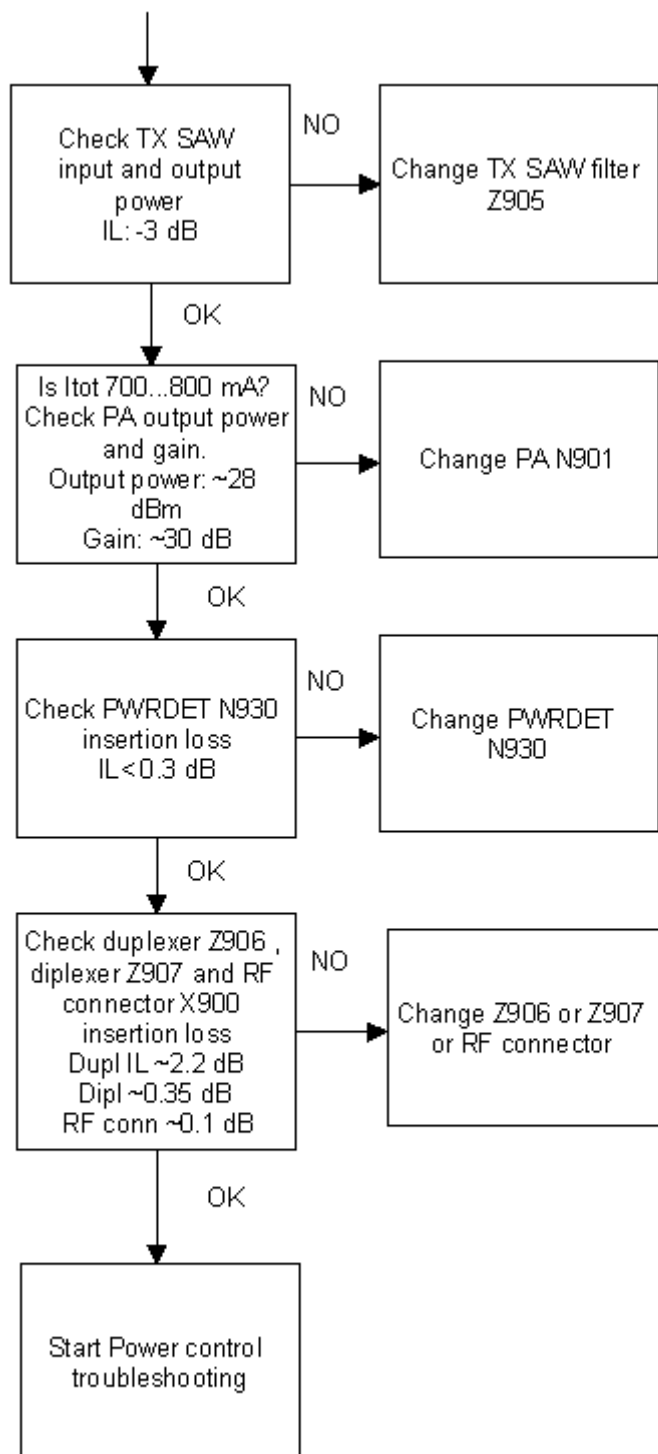 Check TX SAW
input and output
power
IL: -3 dB
NO
Change TX SAW filter
Z905
OK
Is Itot 700...800 mA?
Check PA output power
and gain.
Output power: ~28
dBm
Gain: ~30 dB
NO
Change PA N901
OK
Check PWRDET N930
insertion loss
IL<0.3 dB
NO
Change PWRDET
N930
OK
Check duplexer Z906 ,
diplexer Z907 and RF
connector X900
insertion loss
Dupl IL ~2.2 dB
Dipl ~0.35 dB
RF conn ~0.1 dB
NO
Change Z906 or Z907
or RF connector
OK
Start Power control
troubleshooting